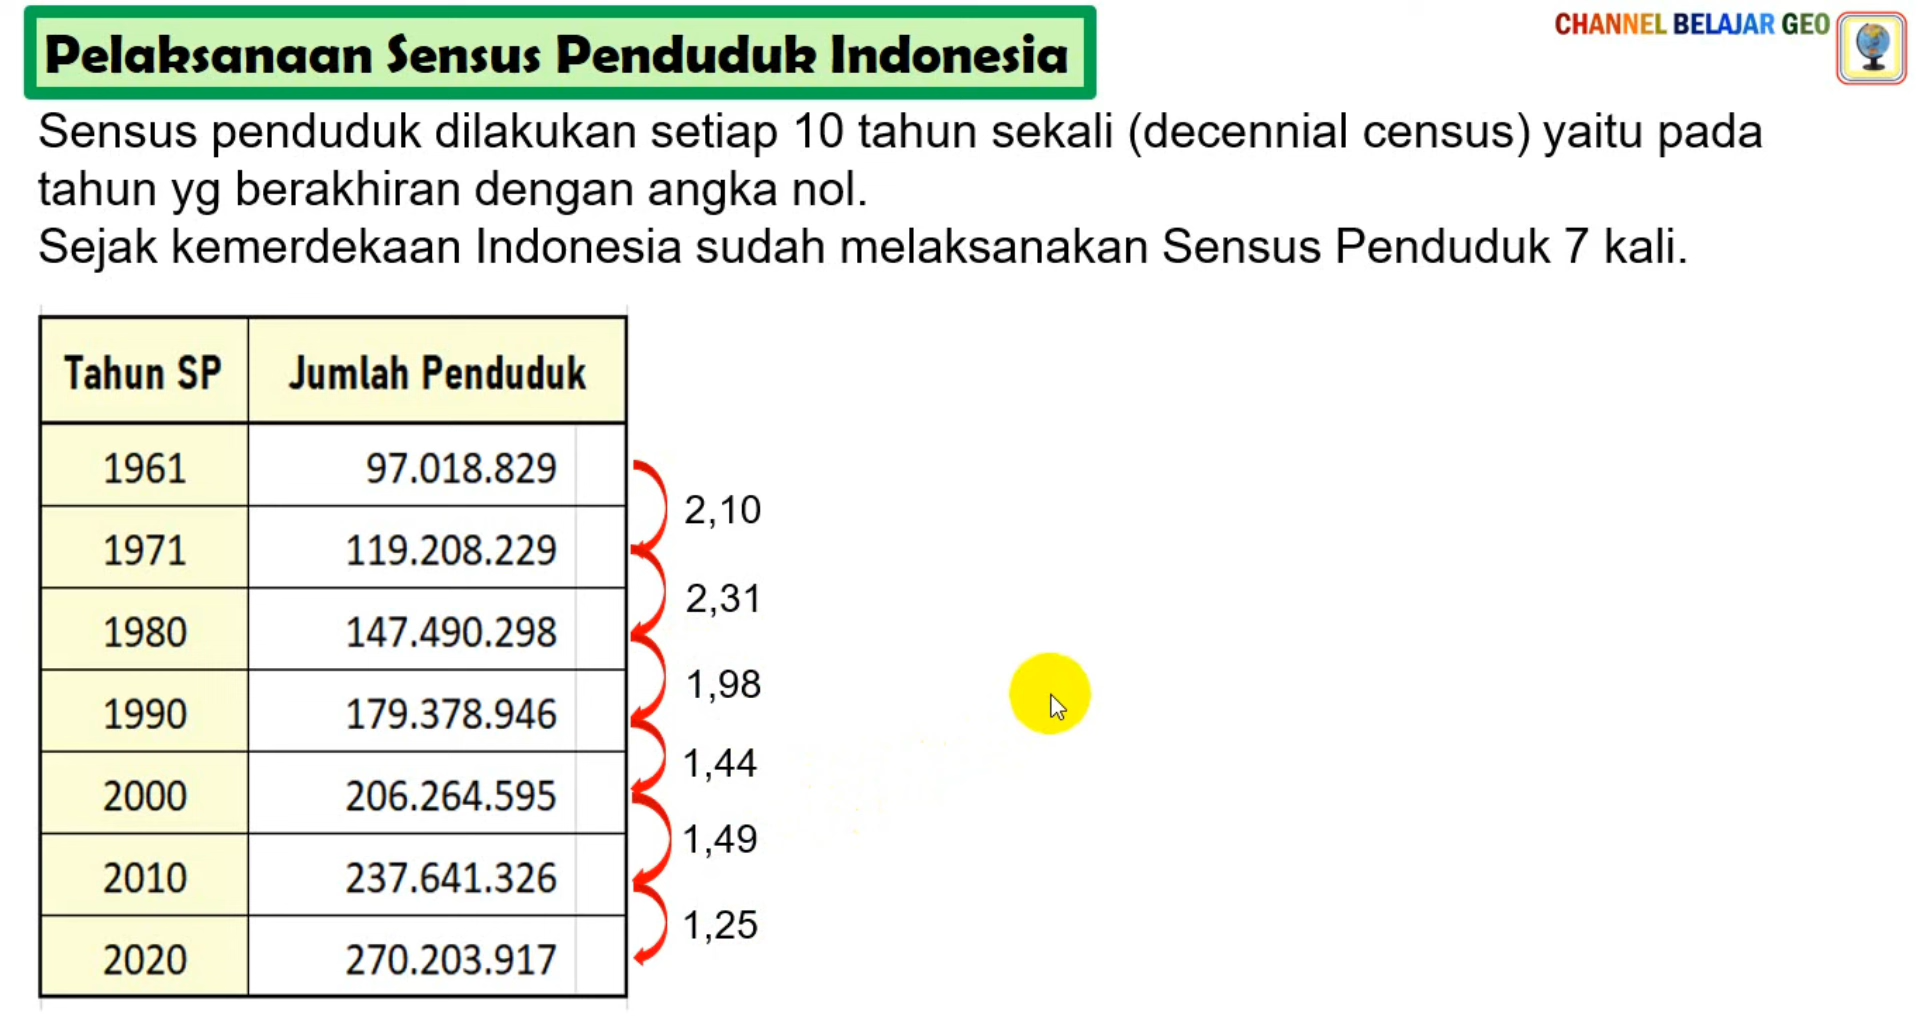 Pelaksanaan Sensus Penduduk Indonesia
CHANNEL BELAJAR GEO
Sensus penduduk dilakukan setiap 10 tahun sekali (decennial census) yaitu pada
tahun yg berakhiran dengan angka nol.
Sejak kemerdekaan Indonesia sudah melaksanakan Sensus Penduduk 7 kali.
Tahun SP Jumlah Penduduk
1961 97.018.829
2,10
1971 119.208.229
2,31
1980 147.490.298
1,98
1990 179.378.946
1,44
2000 206.264.595
1,49
2010 237.641.326
1,25
2020 270.203.917